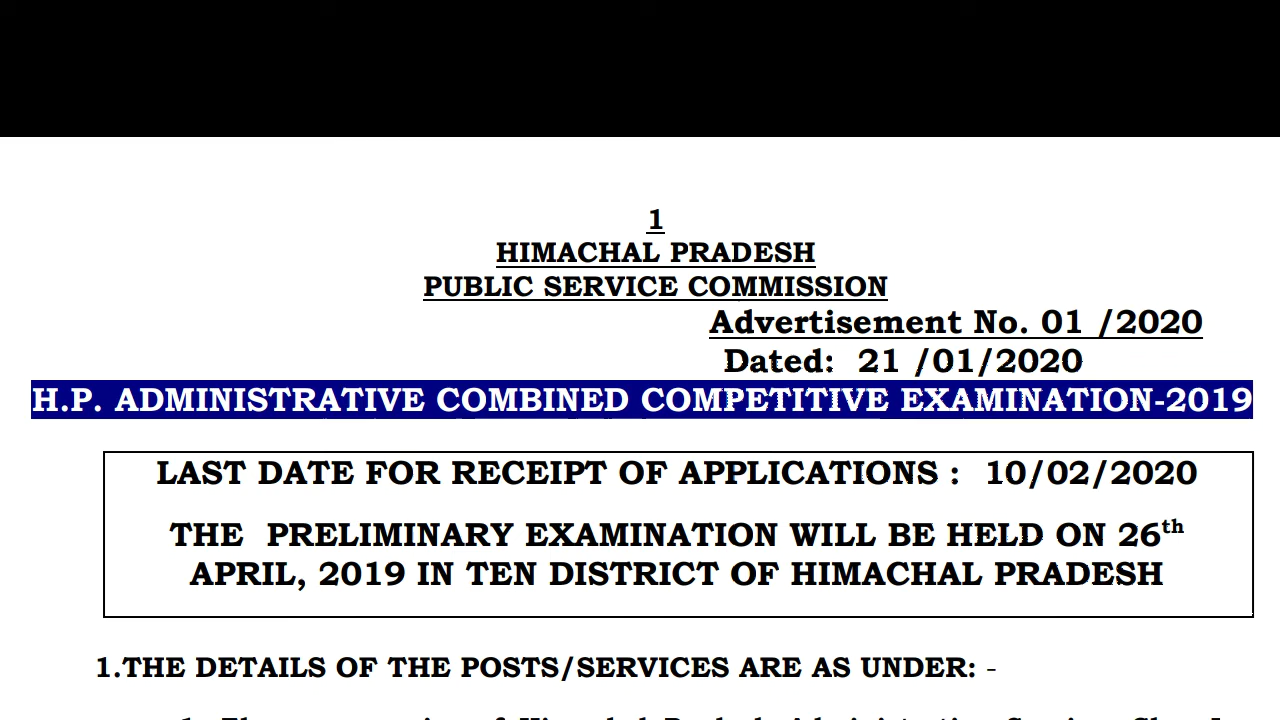 1
HIMACHAL PRADESH
PUBLIC SERVICE COMMISSION
Advertisement No. 01 /2020
Dated: 21 /01/2020
H.P. ADMINISTRATIVE COMBINED COMPETITIVE EXAMINATION-2019
LAST DATE FOR RECEIPT OF APPLICATIONS : 10/02/2020
THE PRELIMINARY EXAMINATION WILL BE HELD ON 26th
APRIL, 2019 IN TEN DISTRICT OF HIMACHAL PRADESH
1.THE DETAILS OF THE POSTS/SERVICES ARE AS UNDER: -